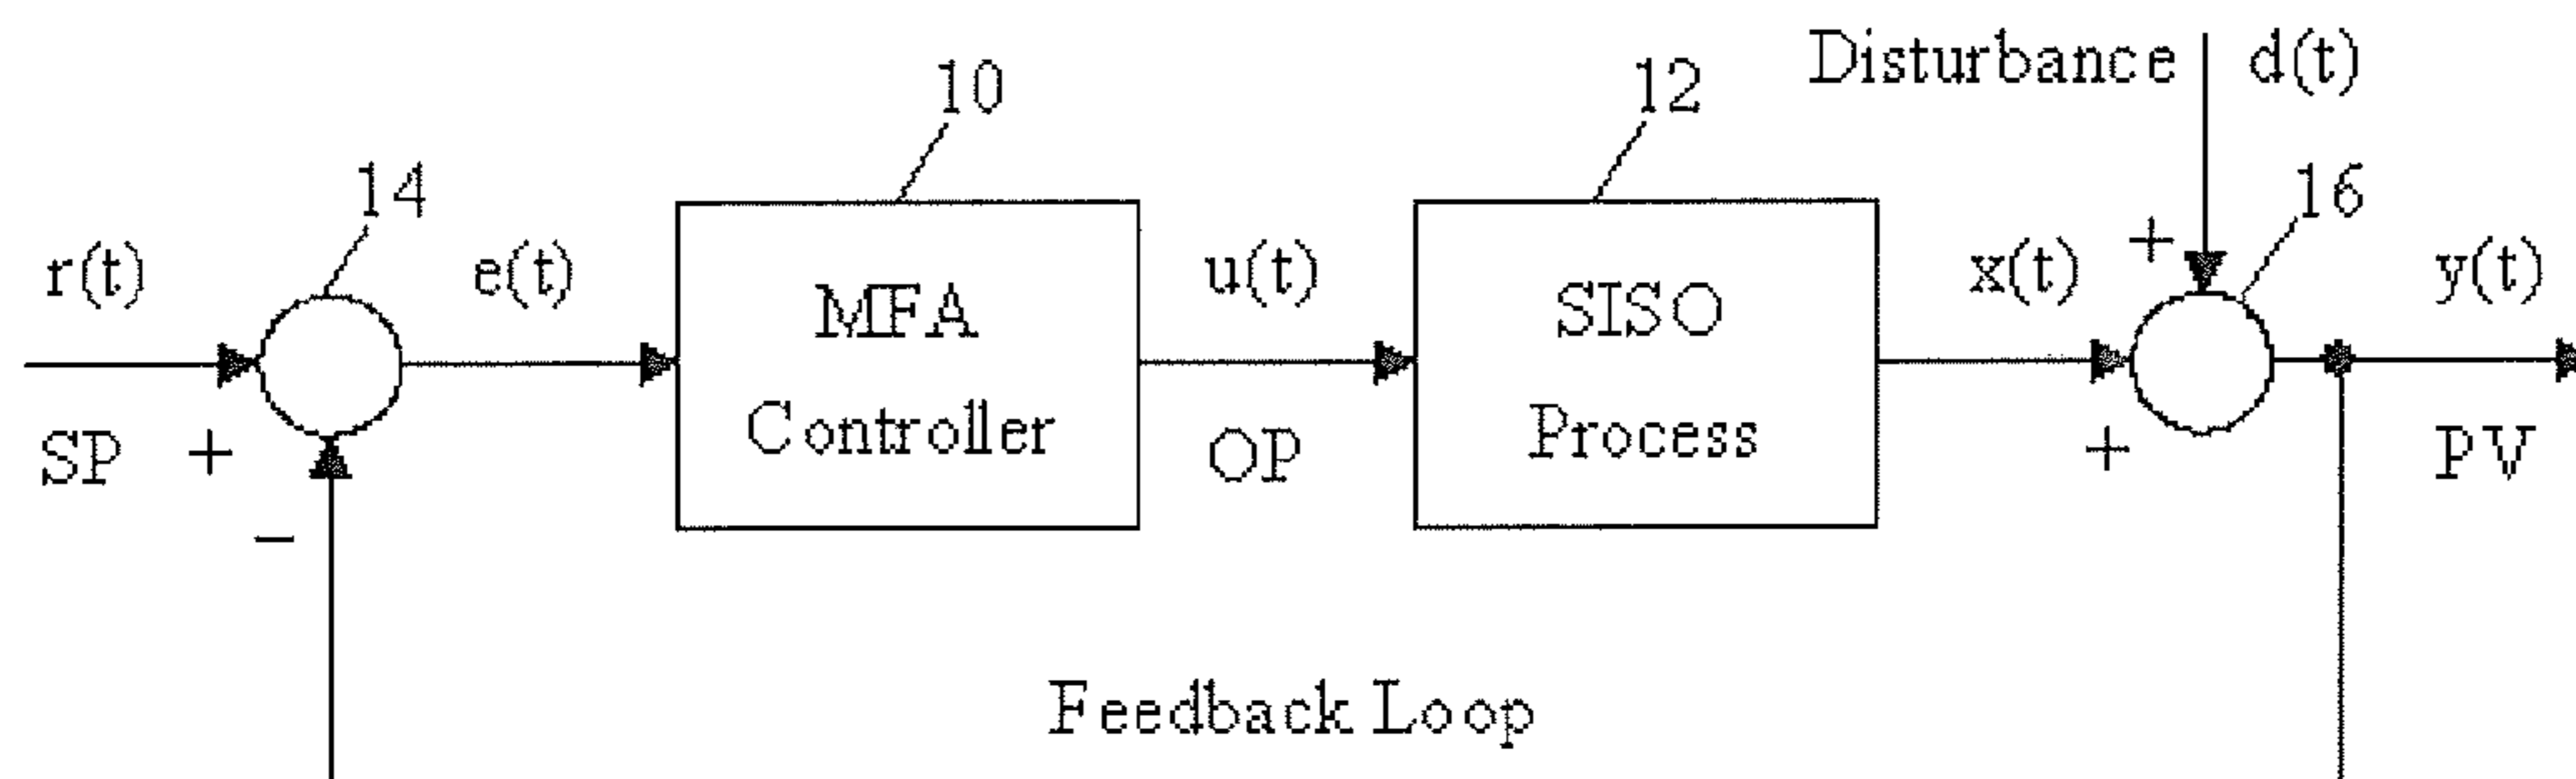 Disturbance d(t)
10
12
14
16
r(t)
e(t)
MFA
Controller
u(t)
SISO
Process
x(t)
+
y(t)
SP +
OP
+
PV
−
Feedback Loop